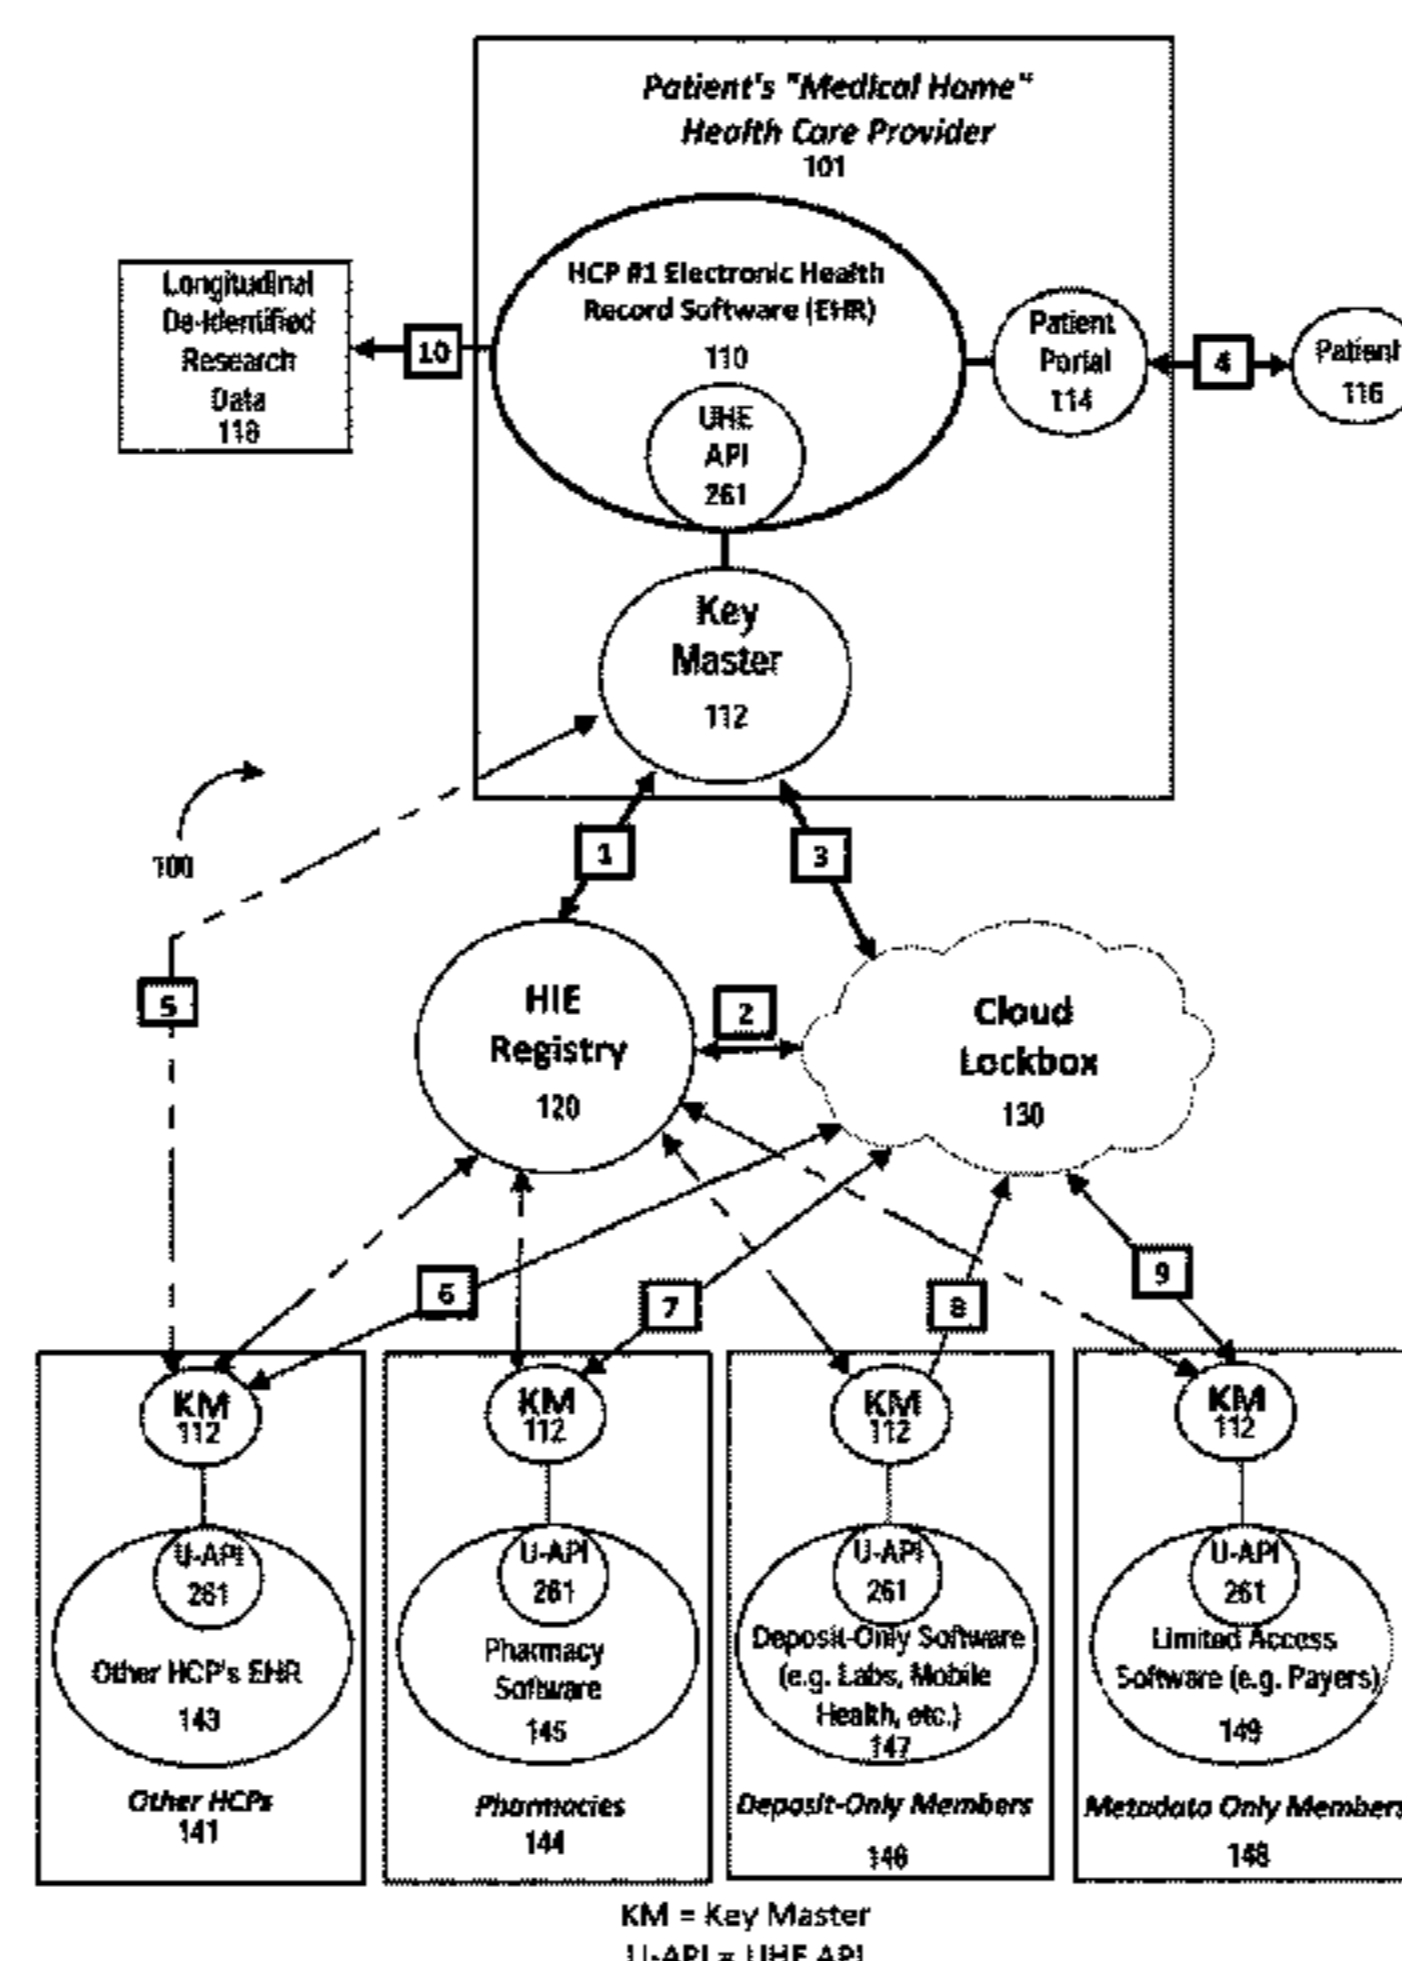 Patient's "Medical Home"
Health Care Provider
101
HCP #1 Electronic Health
Record Software (EHR)
110
UHE
API
261
Longitudinal
De-Identified
Research
Data
118
10
Patient
Portal
114
4
Patient
116
Key
Master
112
100
1
3
5
HIE
Registry
120
2
Cloud
Lockbox
130
6
7
8
9
KM
112
U-API
261
Other HCP's EHR
143
Other HCPs
141
KM
112
U-API
261
Pharmacy
Software
145
Pharmacies
144
KM
112
U-API
261
Deposit-Only Software
(e.g. Labs, Mobile
Health, etc.)
147
Deposit-Only Members
146
KM
112
U-API
261
Limited Access
Software (e.g. Payers)
149
Metadata Only Members
148
KM = Key Master
U-API = UHE API